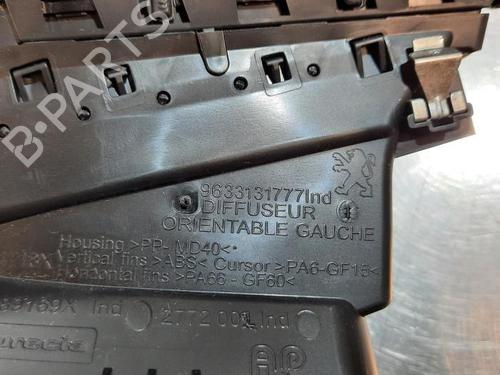 B-PARTS
9633131777Ind
DIFFUSEUR
ORIENTABLE GAUCHE
Housing >PP- MD40<
Vertical fins >ABS< Cursor >PA6-GF15<
Horizontal fins >PA66 - GF60<
Ind
2772 00 Ind
AP